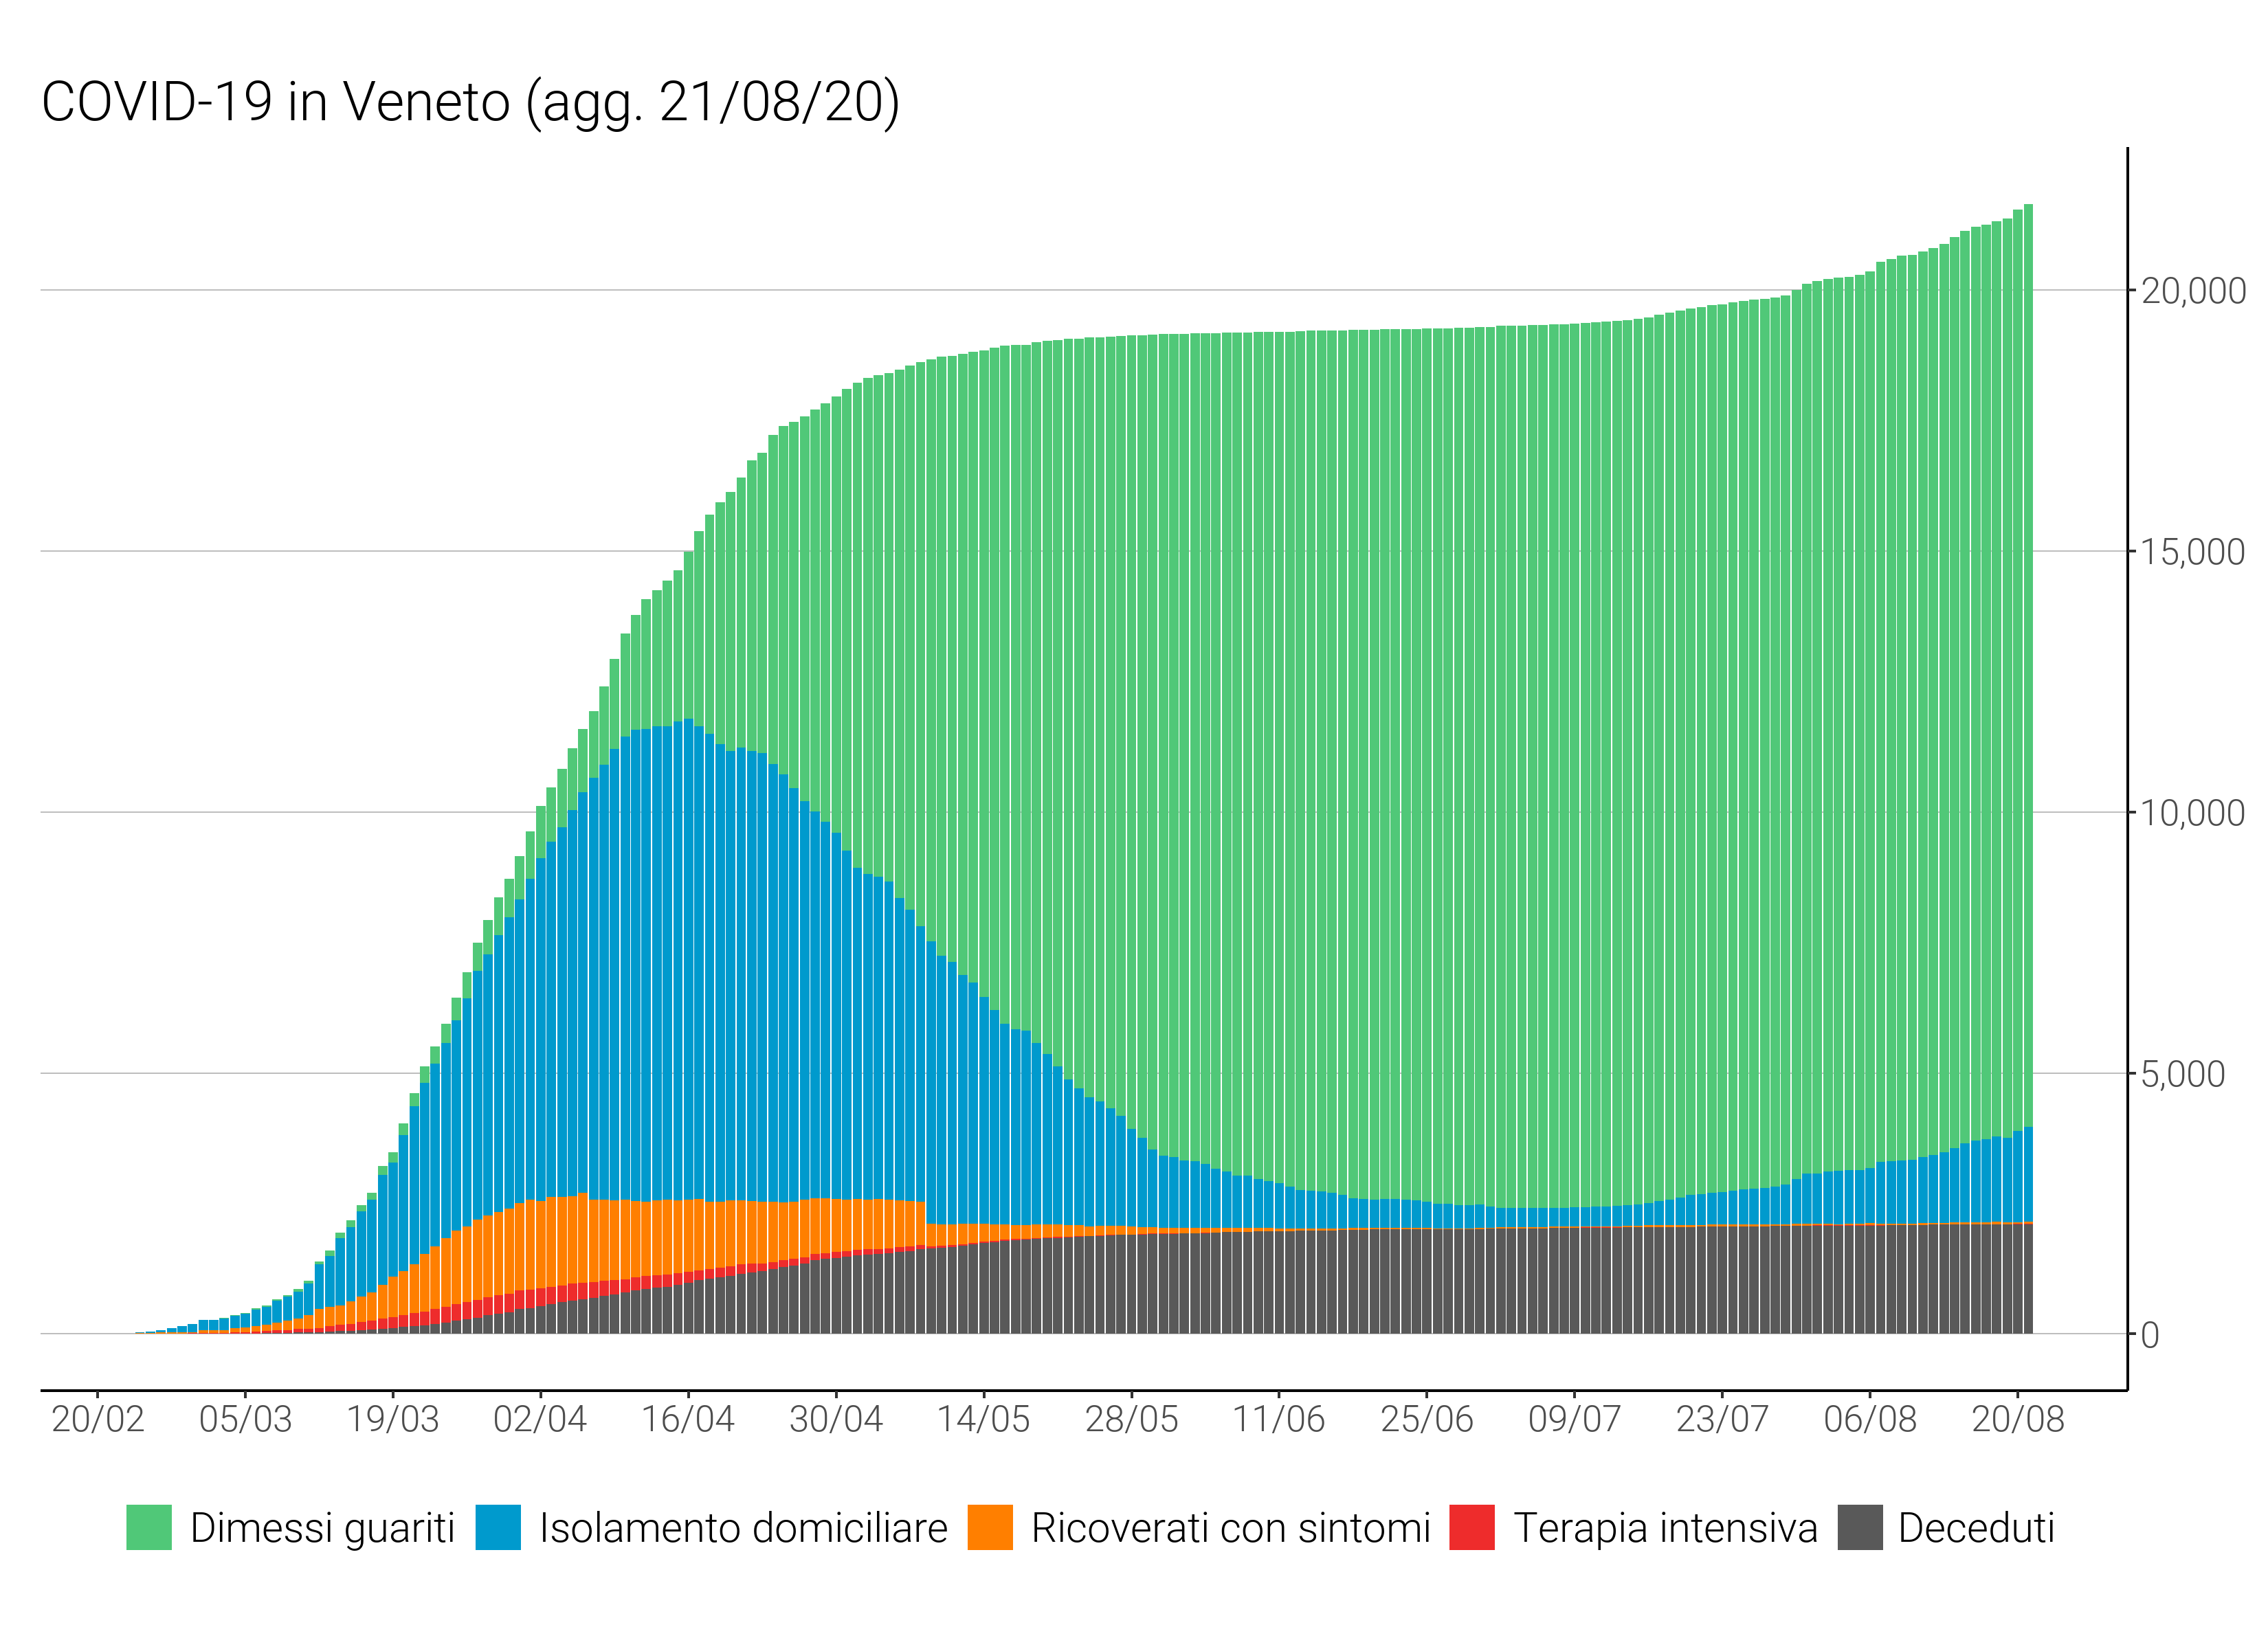 COVID-19 in Veneto (agg. 21/08/20)
20,000
15,000
10,000
5,000
0
20/02 05/03 19/03 02/04 16/04 30/04 14/05 28/05 11/06 25/06 09/07 23/07 06/08 20/08
Dimessi guariti Isolamento domiciliare Ricoverati con sintomi Terapia intensiva Deceduti